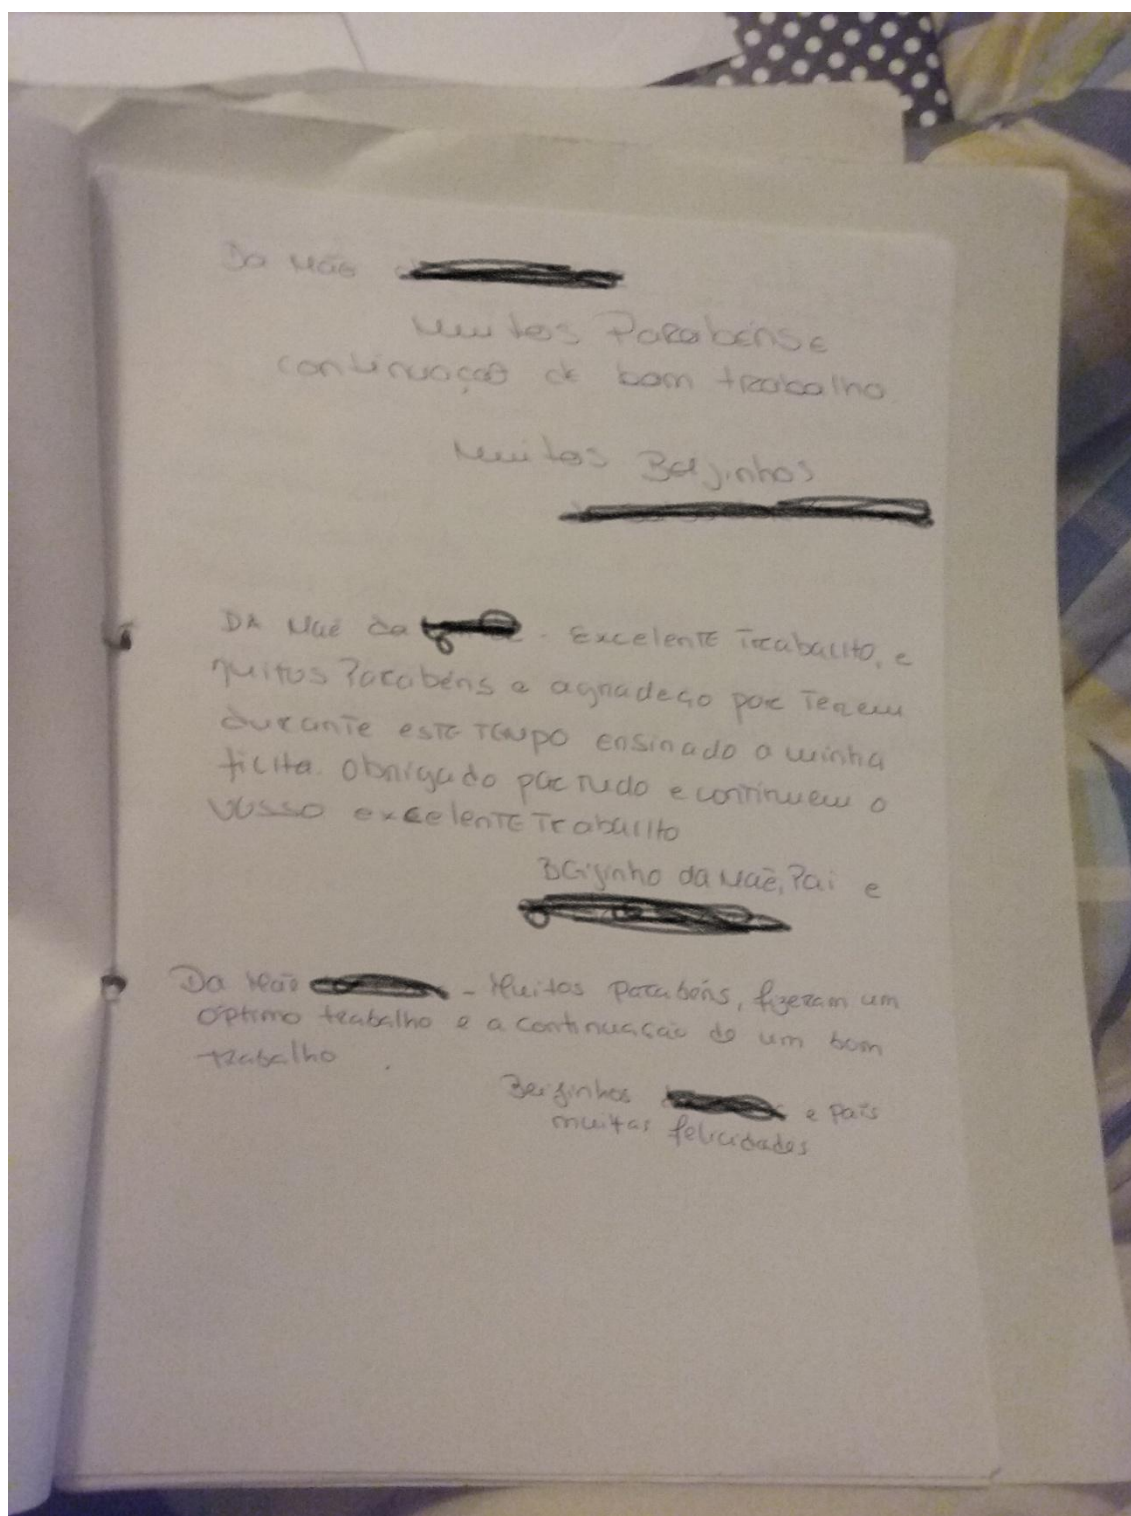 Da Mãe
Muitos Parabéns e
continuação de bom trabalho
Muitos Beijinhos
DA Mãe da - Excelente Trabalho, e
Muitos Parabéns e agradeço por Terem
durante este Tempo ensinado a minha
filha. Obrigado por Tudo e continuem o
Vosso excelente Trabalho
Beijinho da Mãe, Pai e
Da Mãe - Muitos parabéns, fizeram um
óptimo trabalho e a continuação de um bom
trabalho.
Beijinhos e pais
muitas felicidades